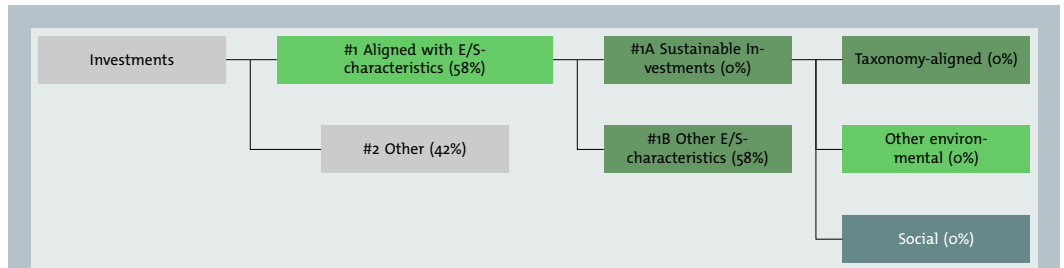 Investments
#1 Aligned with E/S-
characteristics (58%)
#1A Sustainable In-
vestments (0%)
Taxonomy-aligned (0%)
#2 Other (42%)
#1B Other E/S-
characteristics (58%)
Other environ-
mental (0%)
Social (0%)